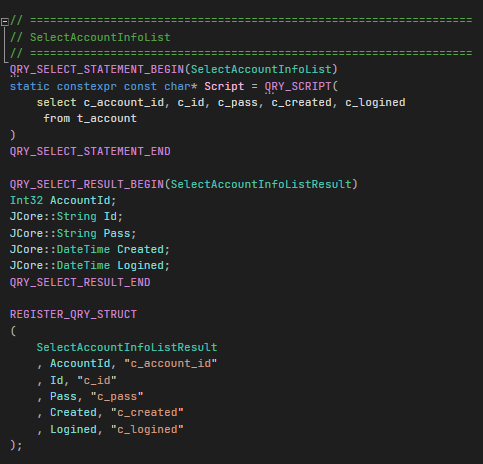 // ==================================================================
// SelectAccountInfoList
// ==================================================================
QRY_SELECT_STATEMENT_BEGIN(SelectAccountInfoList)
static constexpr const char* Script = QRY_SCRIPT(
    select c_account_id, c_id, c_pass, c_created, c_logined
     from t_account
)
QRY_SELECT_STATEMENT_END

QRY_SELECT_RESULT_BEGIN(SelectAccountInfoListResult)
Int32 AccountId;
JCore::String Id;
JCore::String Pass;
JCore::DateTime Created;
JCore::DateTime Logined;
QRY_SELECT_RESULT_END

REGISTER_QRY_STRUCT
(
    SelectAccountInfoListResult
    , AccountId, "c_account_id"
    , Id, "c_id"
    , Pass, "c_pass"
    , Created, "c_created"
    , Logined, "c_logined"
);